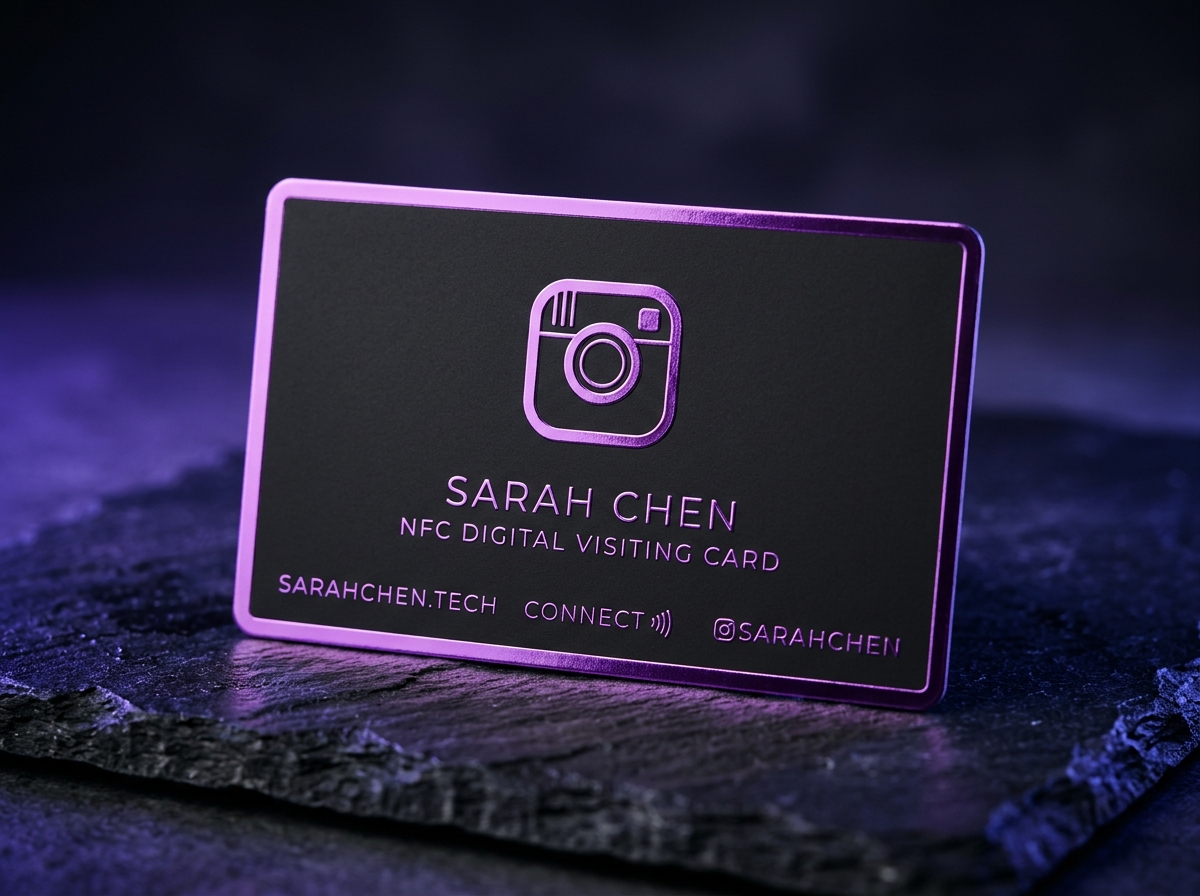 SARAH CHEN
NFC DIGITAL VISITING CARD
SARAHCHEN.TECH
CONNECT
SARAHCHEN